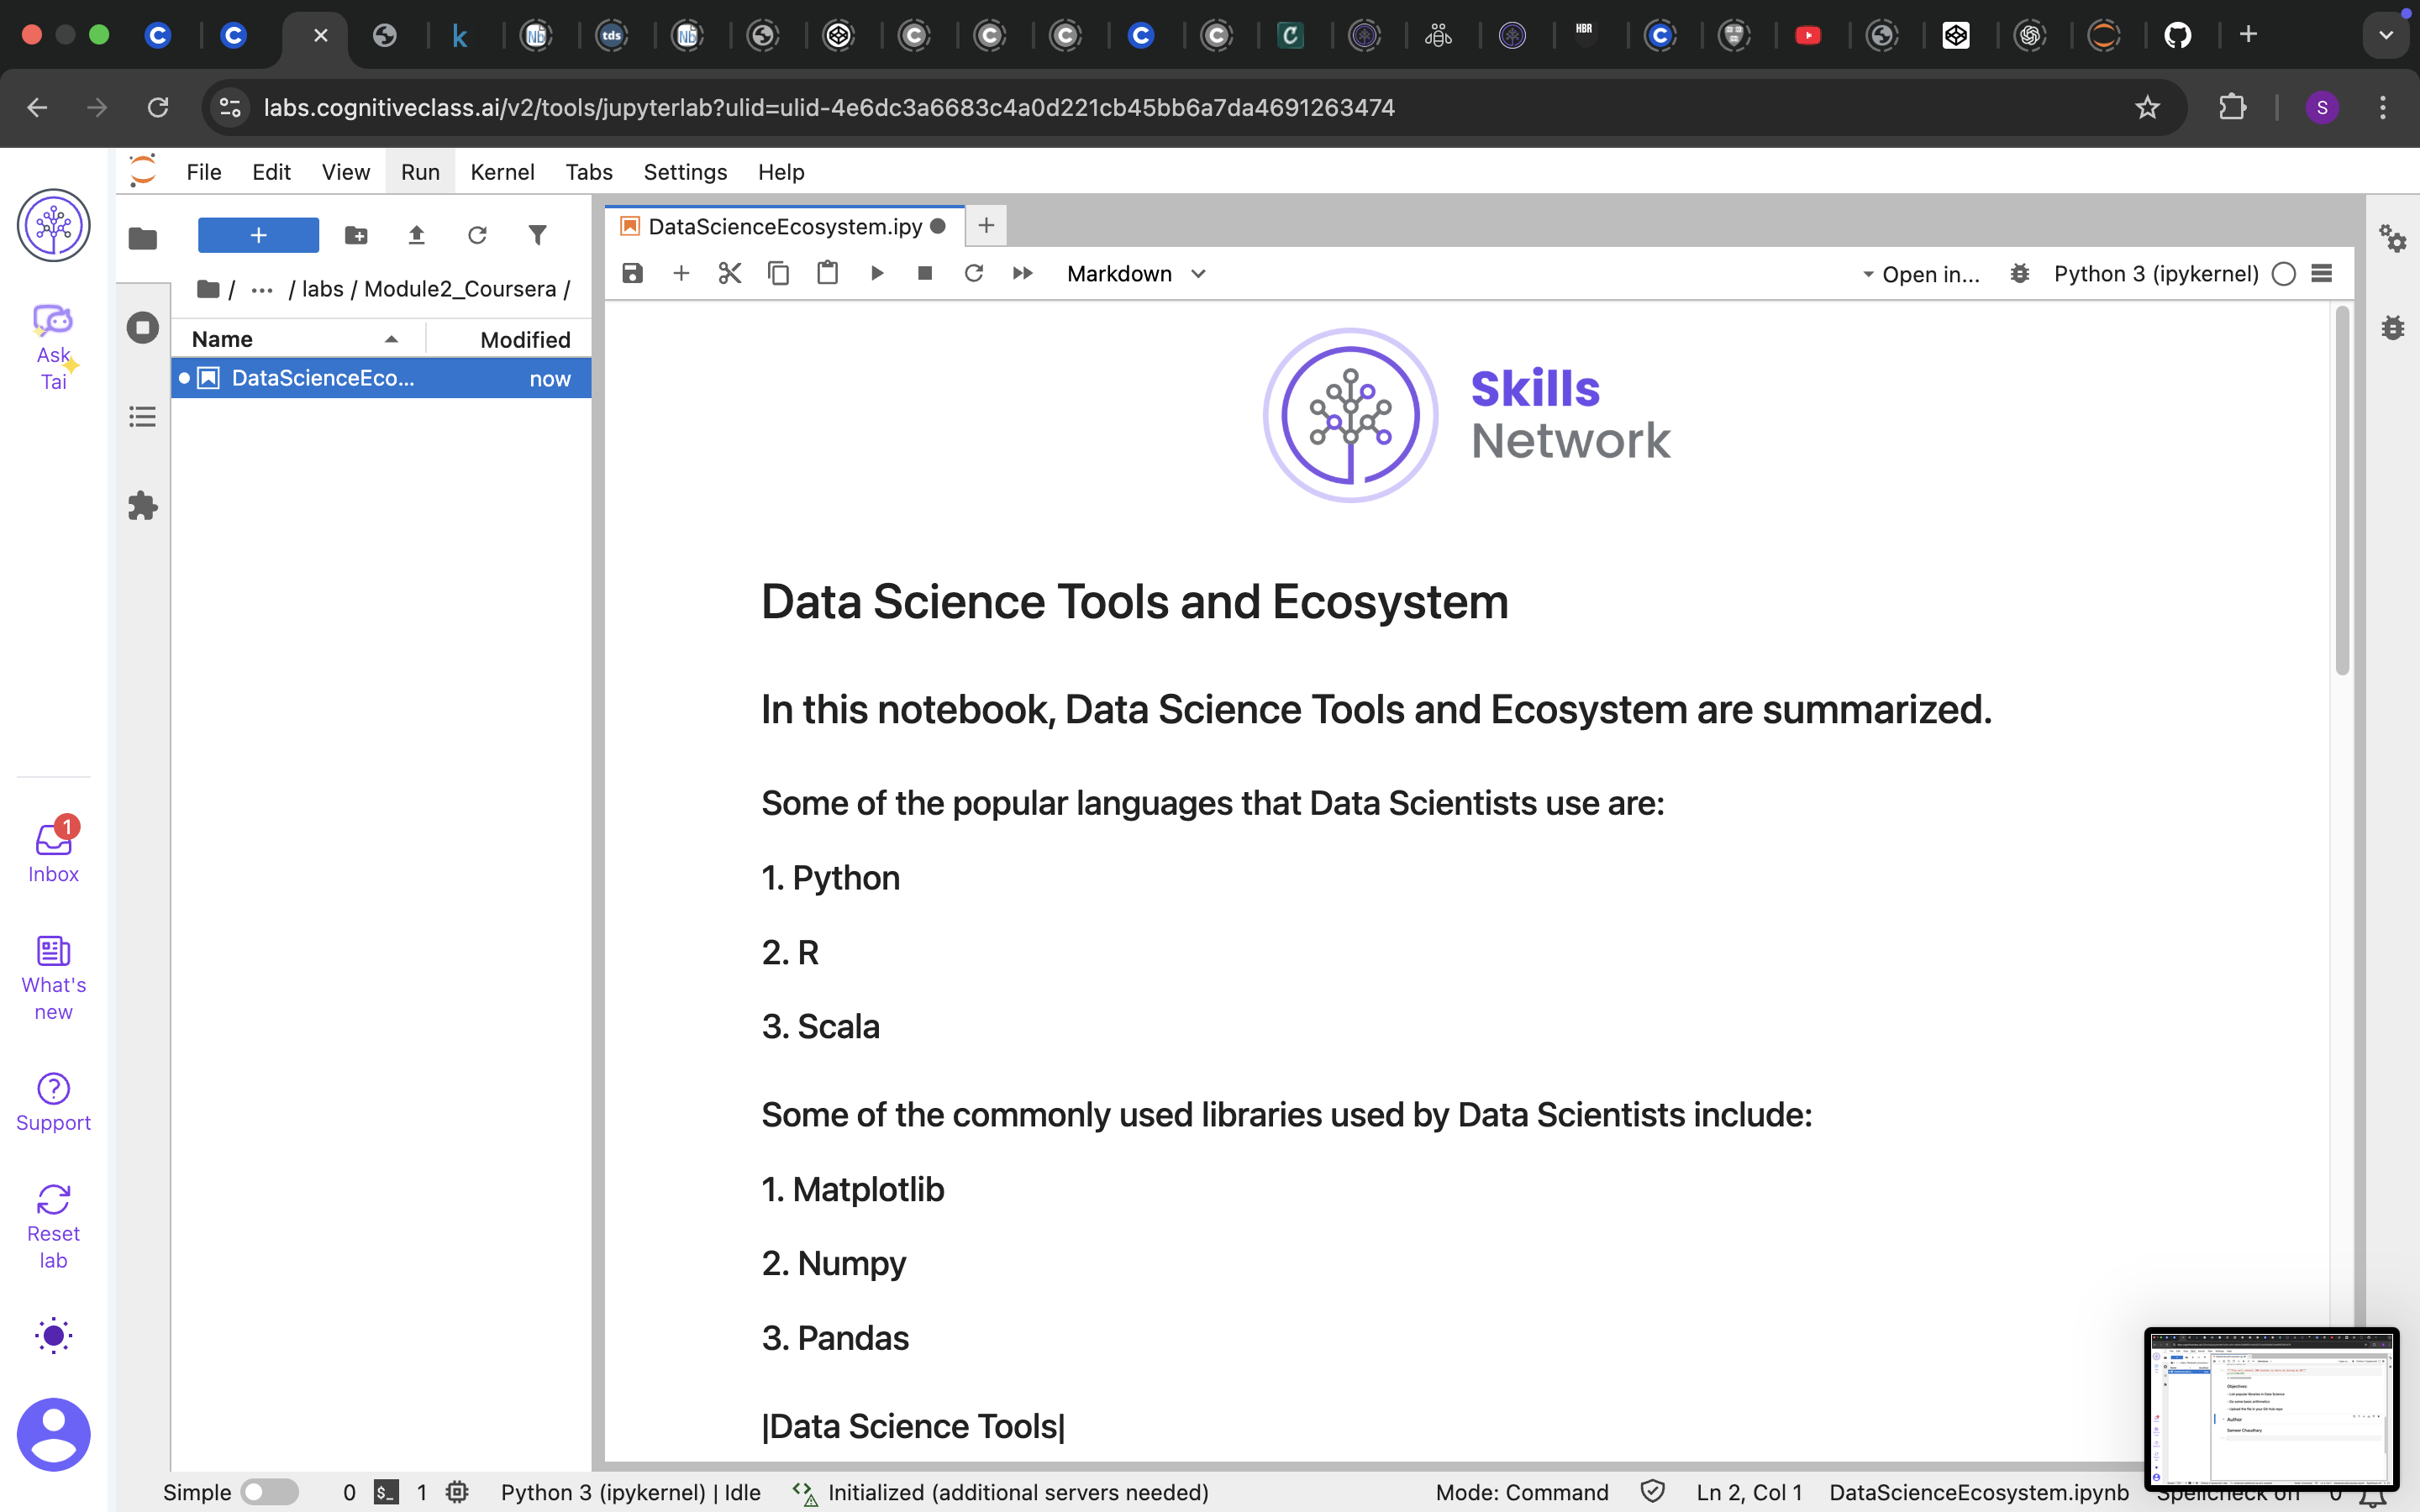 labs.cognitiveclass.ai/v2/tools/jupyterlab?ulid=ulid-4e6dc3a6683c4a0d221cb45bb6a7da4691263474
S
File Edit View Run Kernel Tabs Settings Help
Ask
Tai
Inbox
1
What's
new
Support
Reset
lab
/ ... / labs / Module2_Coursera /
Name Modified
DataScienceEco... now
DataScienceEcosystem.ipy
Markdown
Open in...
Python 3 (ipykernel)
Skills
Network
Data Science Tools and Ecosystem
In this notebook, Data Science Tools and Ecosystem are summarized.
Some of the popular languages that Data Scientists use are:
1. Python
2. R
3. Scala
Some of the commonly used libraries used by Data Scientists include:
1. Matplotlib
2. Numpy
3. Pandas
|Data Science Tools|
Simple 0 $_ 1 Python 3 (ipykernel) | Idle Initialized (additional servers needed) Mode: Command Ln 2, Col 1 DataScienceEcosystem.ipynb Spellcheck off 0